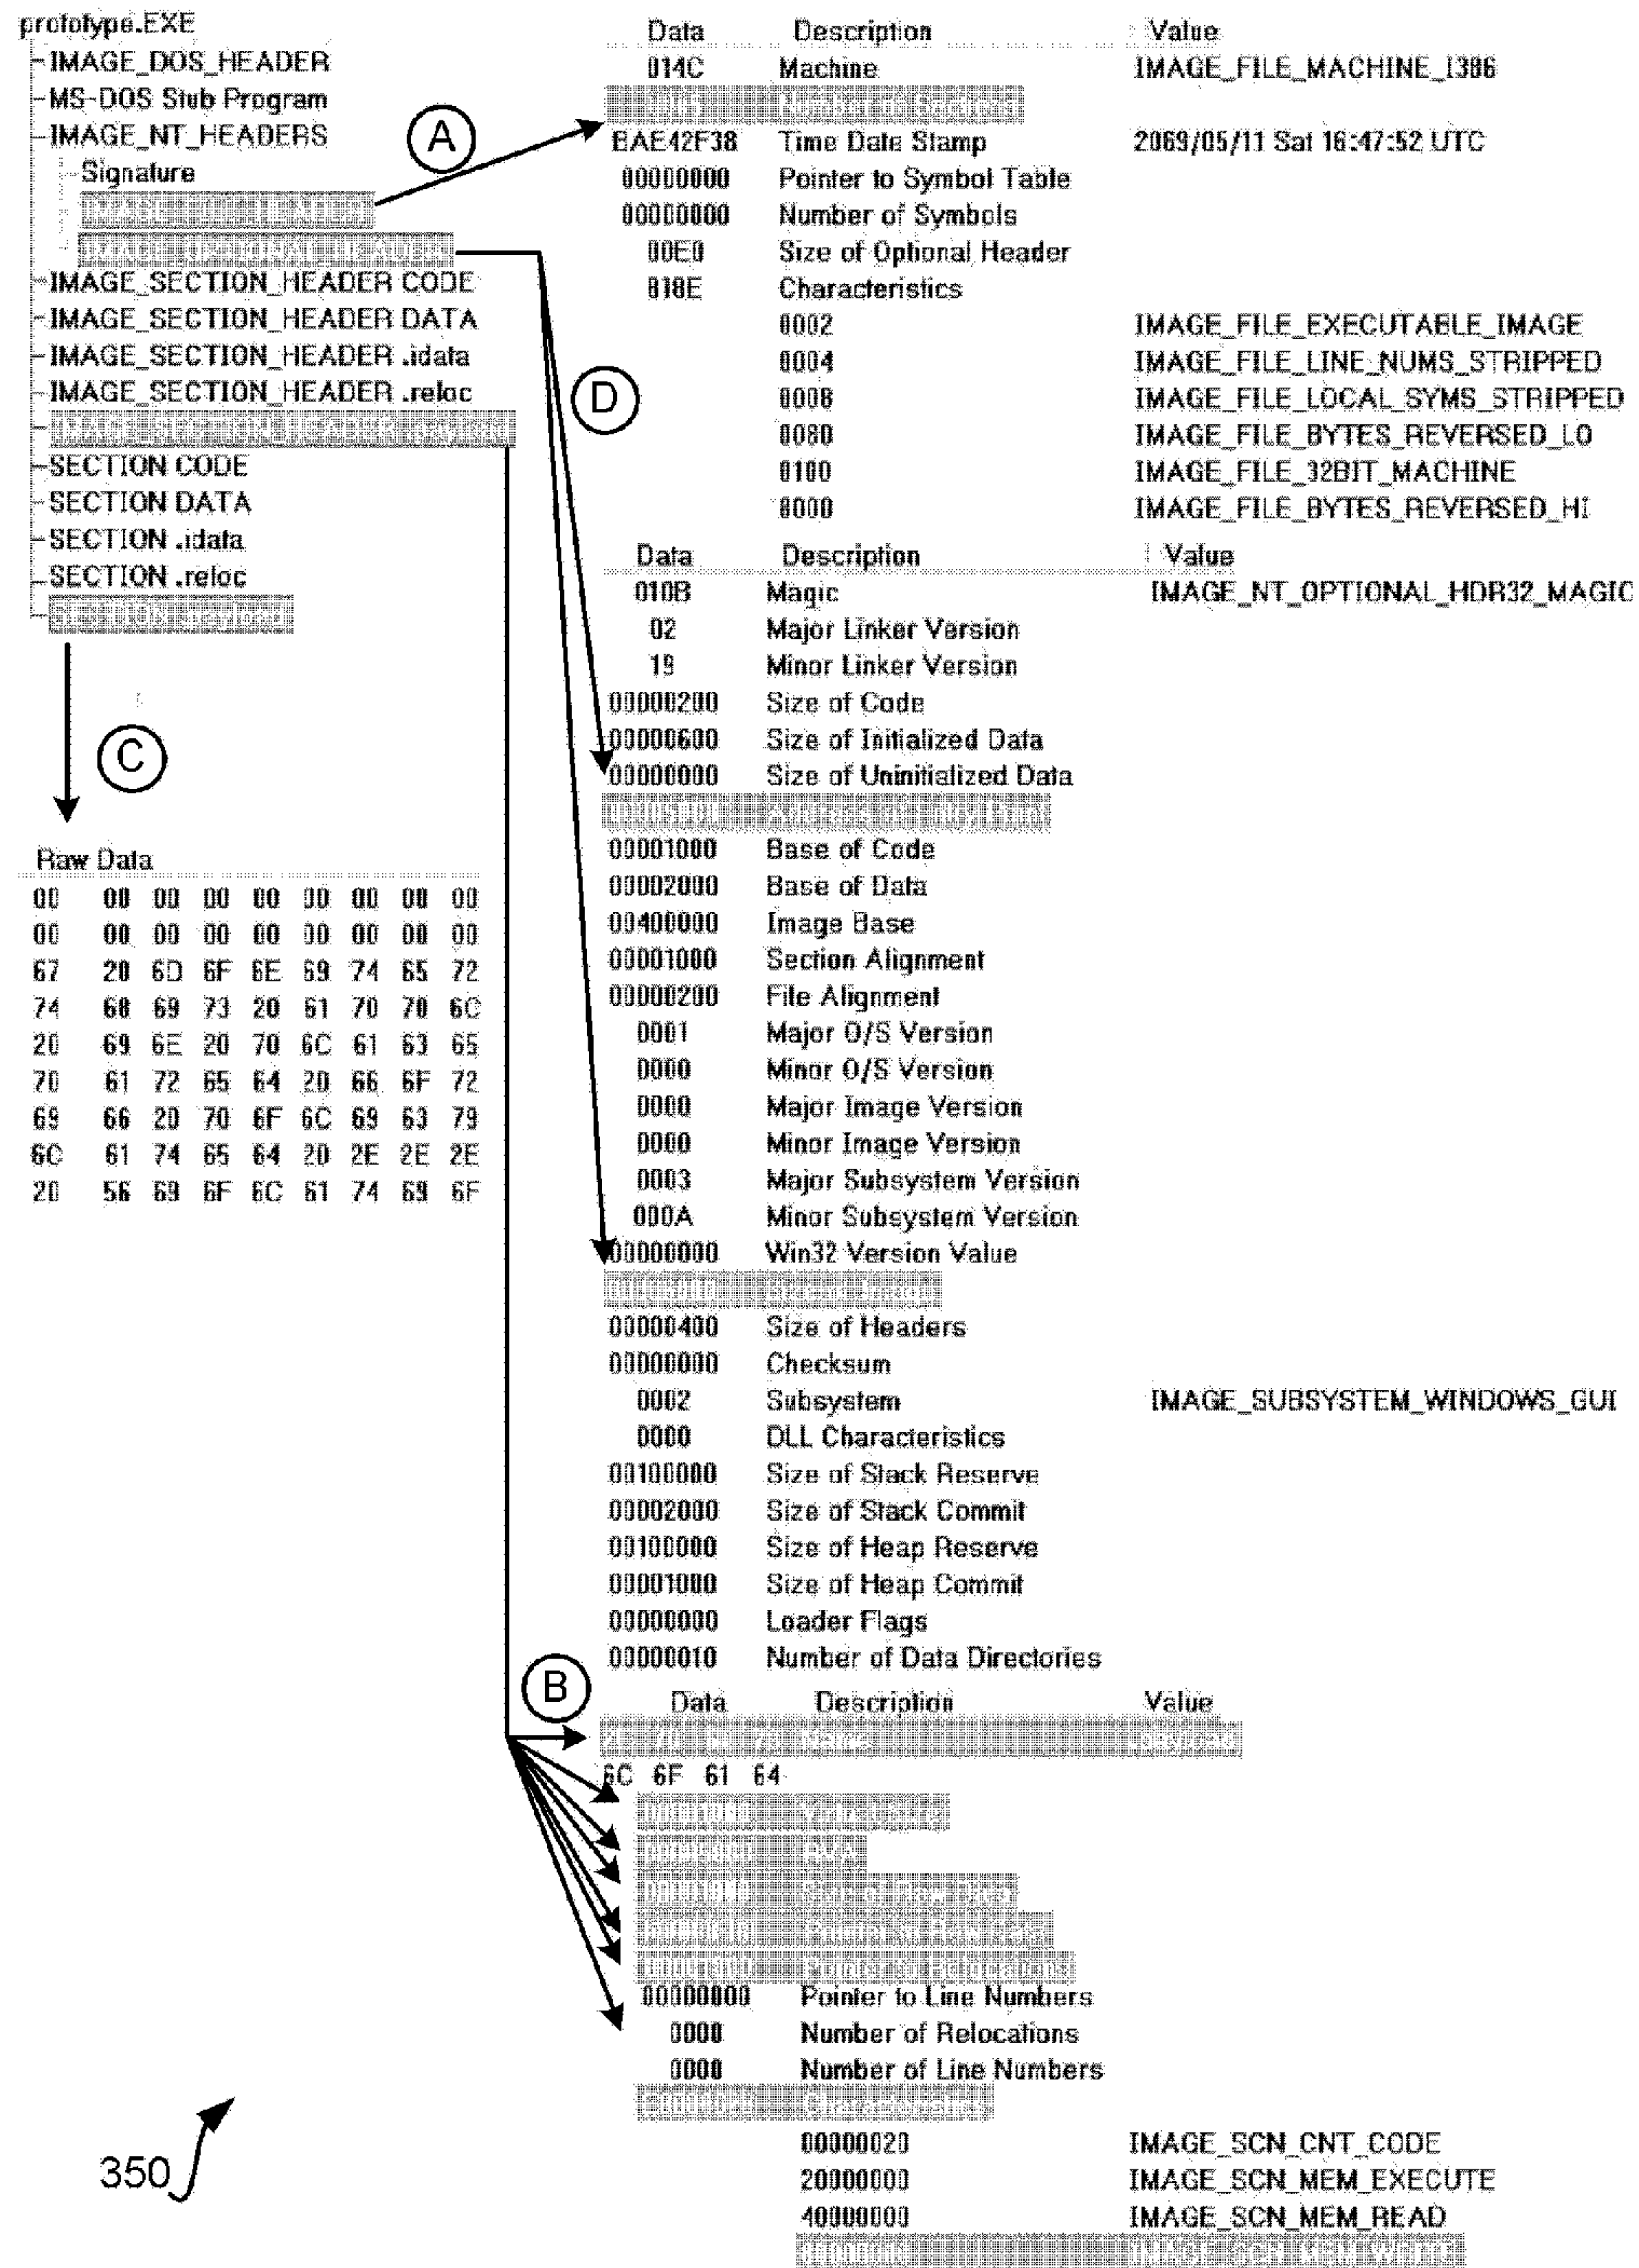 prototype.EXE
IMAGE_DOS_HEADER
MS-DOS Stub Program
IMAGE_NT_HEADERS
Signature
IMAGE_SECTION_HEADER CODE
IMAGE_SECTION_HEADER DATA
IMAGE_SECTION_HEADER .idata
IMAGE_SECTION_HEADER .reloc
SECTION CODE
SECTION DATA
SECTION .idata
SECTION .reloc
A
D
C
Raw Data
00 00 00 00 00 00 00 00 00
00 00 00 00 00 00 00 00 00
67 20 6D 6F 6E 69 74 65 72
74 68 69 73 20 61 70 70 6C
20 69 6E 20 70 6C 61 63 65
70 61 72 65 64 20 66 6F 72
69 66 20 70 6F 6C 69 63 79
6C 61 74 65 64 20 2E 2E 2E
20 56 69 6F 6C 61 74 69 6F
Data Description Value
014C Machine IMAGE_FILE_MACHINE_I386
EAE42F38 Time Date Stamp 2069/05/11 Sat 16:47:52 UTC
00000000 Pointer to Symbol Table
00000000 Number of Symbols
00E0 Size of Optional Header
818E Characteristics
0002 IMAGE_FILE_EXECUTABLE_IMAGE
0004 IMAGE_FILE_LINE_NUMS_STRIPPED
0008 IMAGE_FILE_LOCAL_SYMS_STRIPPED
0080 IMAGE_FILE_BYTES_REVERSED_LO
0100 IMAGE_FILE_32BIT_MACHINE
8000 IMAGE_FILE_BYTES_REVERSED_HI
Data Description Value
010B Magic IMAGE_NT_OPTIONAL_HDR32_MAGIC
02 Major Linker Version
19 Minor Linker Version
00000200 Size of Code
00000600 Size of Initialized Data
00000000 Size of Uninitialized Data
00001000 Base of Code
00002000 Base of Data
00400000 Image Base
00001000 Section Alignment
00000200 File Alignment
0001 Major O/S Version
0000 Minor O/S Version
0000 Major Image Version
0000 Minor Image Version
0003 Major Subsystem Version
000A Minor Subsystem Version
00000000 Win32 Version Value
00000400 Size of Headers
00000000 Checksum
0002 Subsystem IMAGE_SUBSYSTEM_WINDOWS_GUI
0000 DLL Characteristics
00100000 Size of Stack Reserve
00002000 Size of Stack Commit
00100000 Size of Heap Reserve
00001000 Size of Heap Commit
00000000 Loader Flags
00000010 Number of Data Directories
B
Data Description Value
6C 6F 61 64
00000000 Pointer to Line Numbers
0000 Number of Relocations
0000 Number of Line Numbers
00000020 IMAGE_SCN_CNT_CODE
20000000 IMAGE_SCN_MEM_EXECUTE
40000000 IMAGE_SCN_MEM_READ
350